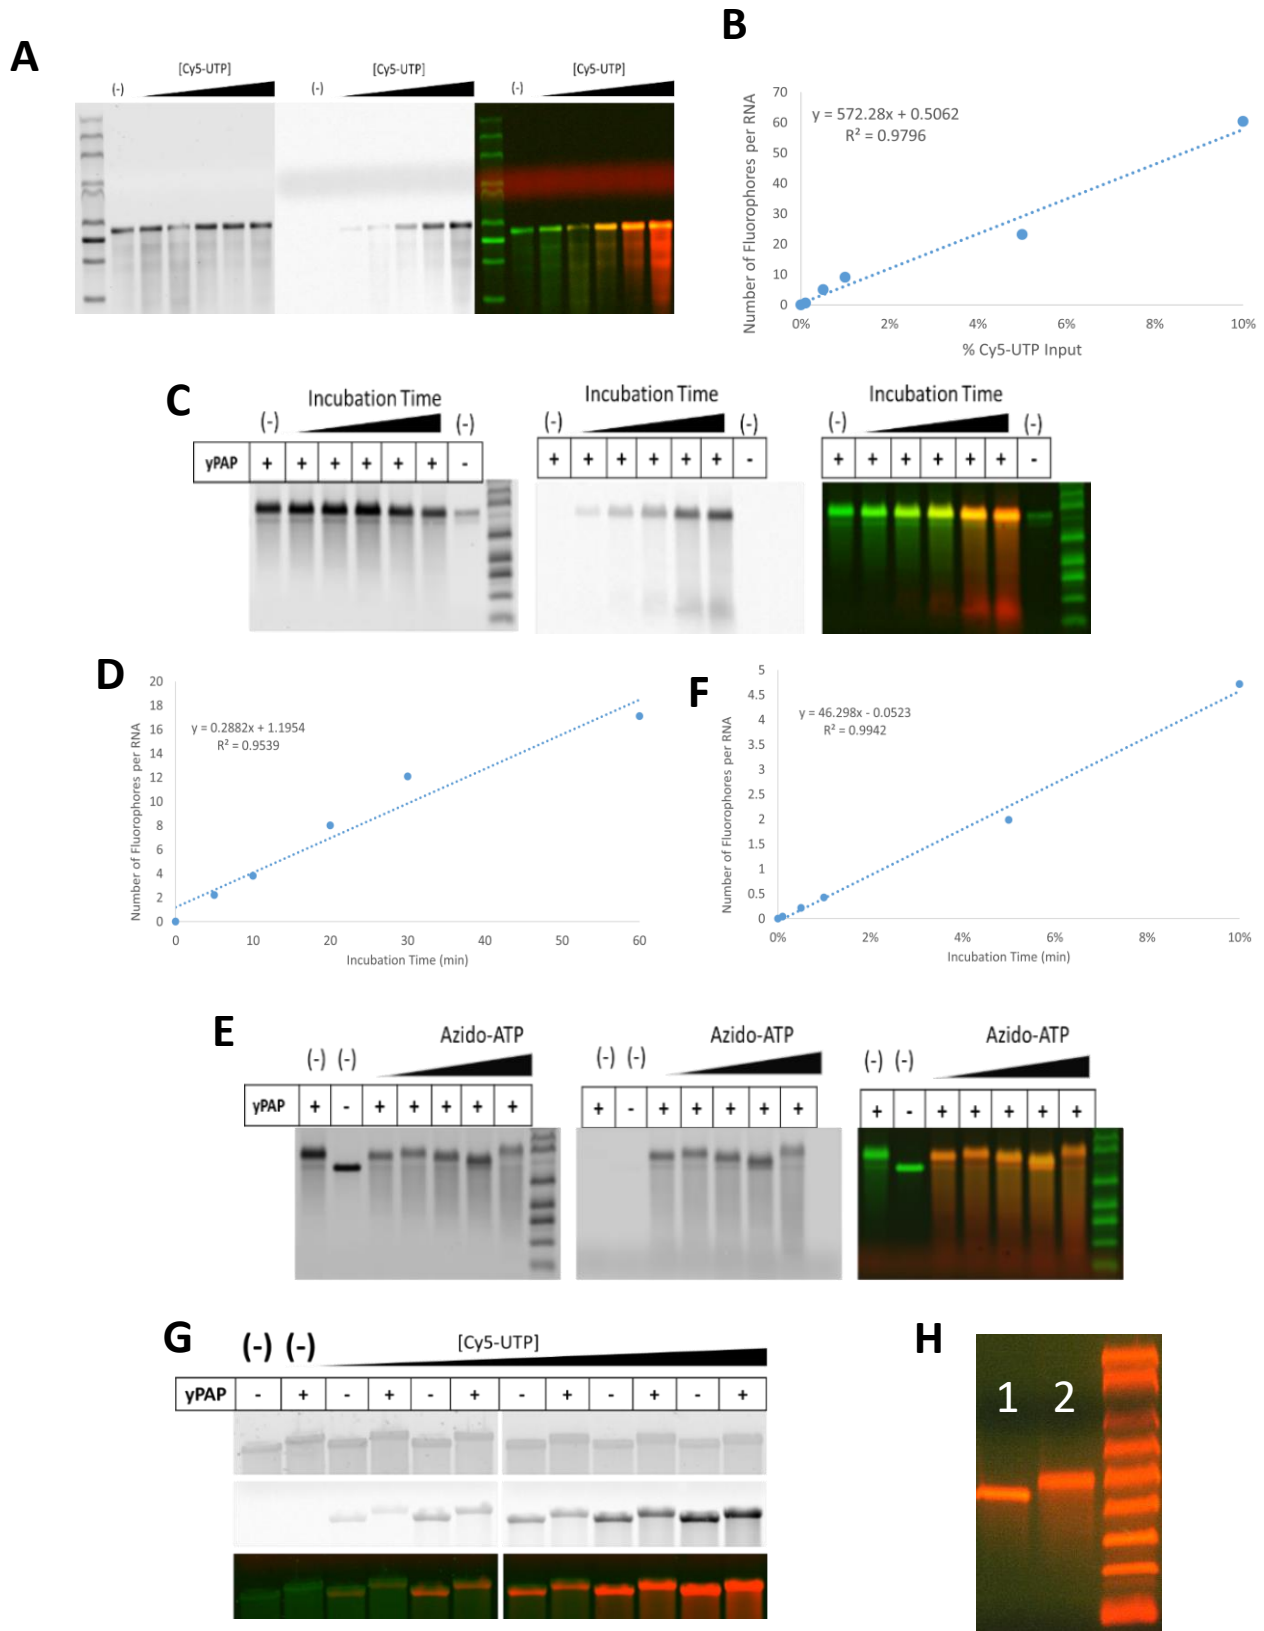 A
[Cy5-UTP] [Cy5-UTP] [Cy5-UTP]
(-) (-) (-)
B
y = 572.28x + 0.5062
R² = 0.9796
Number of Fluorophores per RNA
70
60
50
40
30
20
10
0
0% 2% 4% 6% 8% 10%
% Cy5-UTP Input
C
Incubation Time Incubation Time Incubation Time
(-) (-) (-) (-) (-) (-)
yPAP + + + + + + - + + + + + + - + + + + + + -
D
y = 0.2882x + 1.1954
R² = 0.9539
Number of Fluorophores per RNA
20
18
16
14
12
10
8
6
4
2
0
0 10 20 30 40 50 60
Incubation Time (min)
F
y = 46.298x - 0.0523
R² = 0.9942
Number of Fluorophores per RNA
5
4.5
4
3.5
3
2.5
2
1.5
1
0.5
0
0% 2% 4% 6% 8% 10%
Incubation Time (min)
E
Azido-ATP Azido-ATP Azido-ATP
(-) (-) (-) (-) (-) (-)
yPAP + - + + + + + + - + + + + + + - + + + + +
G
(-) (-) [Cy5-UTP]
yPAP - + - + - + - + - + - +
H
1 2